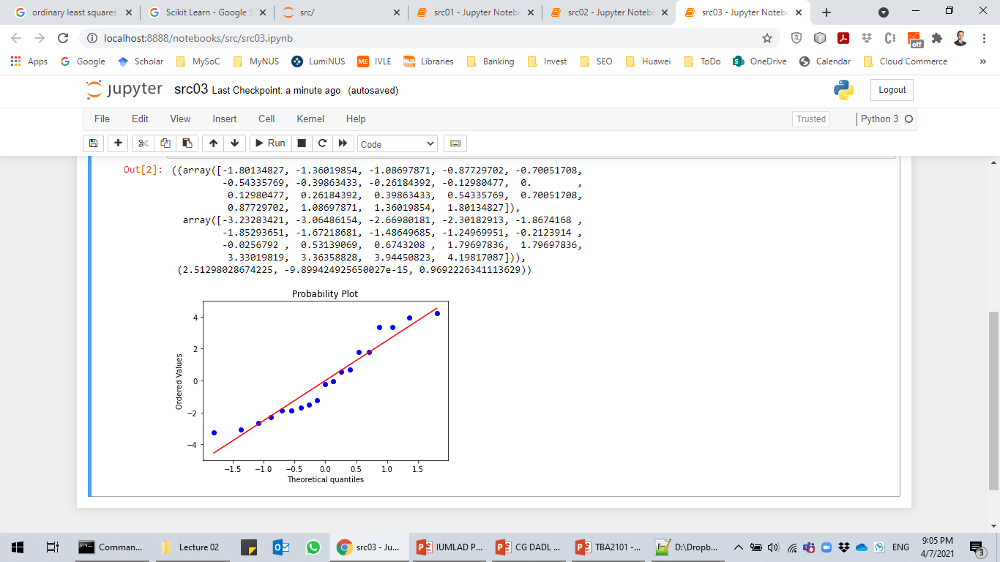 ordinary least squares
Scikit Learn - Google S
src/
src01 - Jupyter Noteb
src02 - Jupyter Noteb
src03 - Jupyter Noteb
localhost:8888/notebooks/src/src03.ipynb
off
Apps Google Scholar MySoC MyNUS LumiNUS IVLE Libraries Banking Invest SEO Huawei ToDo OneDrive Calendar Cloud Commerce »
jupyter src03 Last Checkpoint: a minute ago (autosaved)
Logout
File Edit View Insert Cell Kernel Help
Trusted
Python 3
Run
Code
Out[2]: ((array([-1.80134827, -1.36019854, -1.08697871, -0.87729702, -0.70051708,
-0.54335769, -0.39863433, -0.26184392, -0.12980477, 0. ,
0.12980477, 0.26184392, 0.39863433, 0.54335769, 0.70051708,
0.87729702, 1.08697871, 1.36019854, 1.80134827]),
array([-3.23283421, -3.06486154, -2.66980181, -2.30182913, -1.8674168 ,
-1.85293651, -1.67218681, -1.48649685, -1.24969951, -0.2123914 ,
-0.0256792 , 0.53139069, 0.6743208 , 1.79697836, 1.79697836,
3.33019819, 3.36358828, 3.94450823, 4.19817087])),
(2.51298028674225, -9.899424925650027e-15, 0.9692226341113629))
Probability Plot
Ordered Values
4
2
0
−2
−4
−1.5 −1.0 −0.5 0.0 0.5 1.0 1.5
Theoretical quantiles
Comman...
Lecture 02
src03 - Ju...
IUMLAD P...
CG DADL ...
TBA2101 -...
D:\Dropb...
ENG
9:05 PM
4/7/2021
3